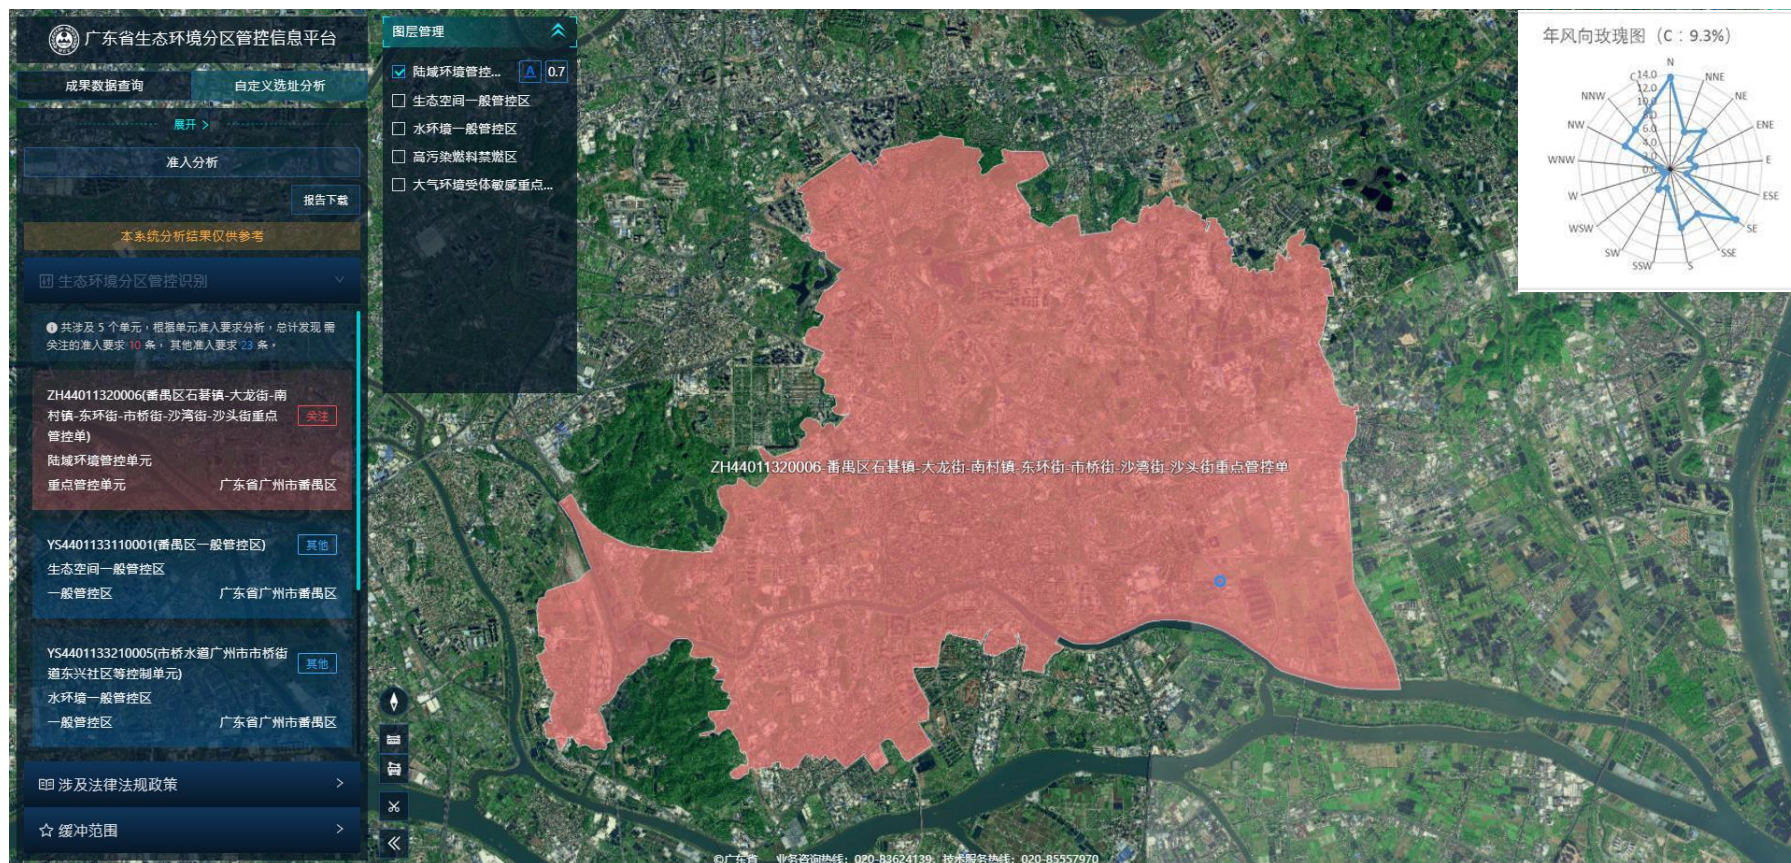 广东省生态环境分区管控信息平台
成果数据查询
自定义选址分析
展开 >
准入分析
报告下载
本系统分析结果仅供参考
生态环境分区管控识别
共涉及 5 个单元，根据单元准入要求分析，总计发现 需
关注的准入要求 10 条， 其他准入要求 23 条。
ZH44011320006(番禺区石碁镇-大龙街-南
村镇-东环街-市桥街-沙湾街-沙头街重点
管控单)
关注
陆域环境管控单元
重点管控单元 广东省广州市番禺区
YS4401133110001(番禺区一般管控区)
其他
生态空间一般管控区
一般管控区 广东省广州市番禺区
YS4401133210005(市桥水道广州市市桥街
道东兴社区等控制单元)
其他
水环境一般管控区
一般管控区 广东省广州市番禺区
涉及法律法规政策
缓冲范围
图层管理
陆域环境管控... A 0.7
生态空间一般管控区
水环境一般管控区
高污染燃料禁燃区
大气环境受体敏感重点...
ZH44011320006-番禺区石碁镇-大龙街-南村镇-东环街-市桥街-沙湾街-沙头街重点管控单
年风向玫瑰图（C：9.3%）
N
NNE
NE
ENE
E
ESE
SE
SSE
S
SSW
SW
WSW
W
WNW
NW
NNW
C
14.0
12.0
10.0
8.0
6.0
4.0
2.0
0.0
©广东省 业务咨询热线：020-83624139，技术服务热线：020-85557970